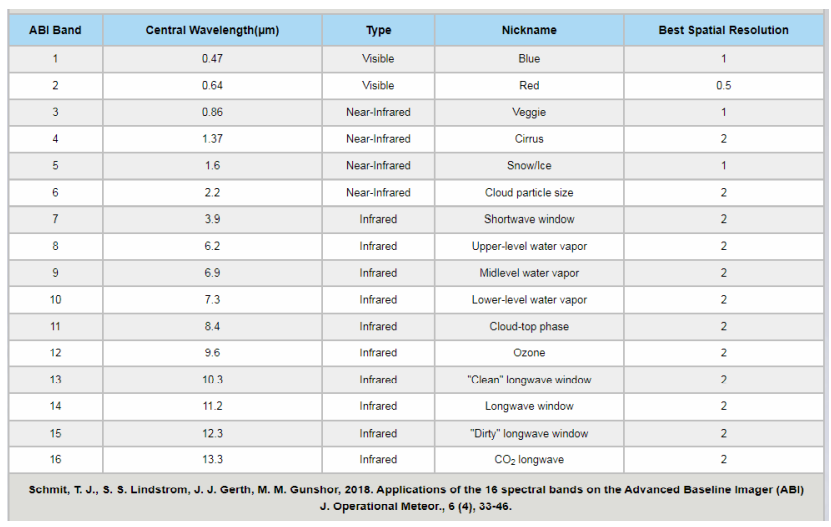 ABI Band Central Wavelength(μm) Type Nickname Best Spatial Resolution
1 0.47 Visible Blue 1
2 0.64 Visible Red 0.5
3 0.86 Near-Infrared Veggie 1
4 1.37 Near-Infrared Cirrus 2
5 1.6 Near-Infrared Snow/Ice 1
6 2.2 Near-Infrared Cloud particle size 2
7 3.9 Infrared Shortwave window 2
8 6.2 Infrared Upper-level water vapor 2
9 6.9 Infrared Midlevel water vapor 2
10 7.3 Infrared Lower-level water vapor 2
11 8.4 Infrared Cloud-top phase 2
12 9.6 Infrared Ozone 2
13 10.3 Infrared "Clean" longwave window 2
14 11.2 Infrared Longwave window 2
15 12.3 Infrared "Dirty" longwave window 2
16 13.3 Infrared CO₂ longwave 2
Schmit, T. J., S. S. Lindstrom, J. J. Gerth, M. M. Gunshor, 2018. Applications of the 16 spectral bands on the Advanced Baseline Imager (ABI)
J. Operational Meteor., 6 (4), 33-46.